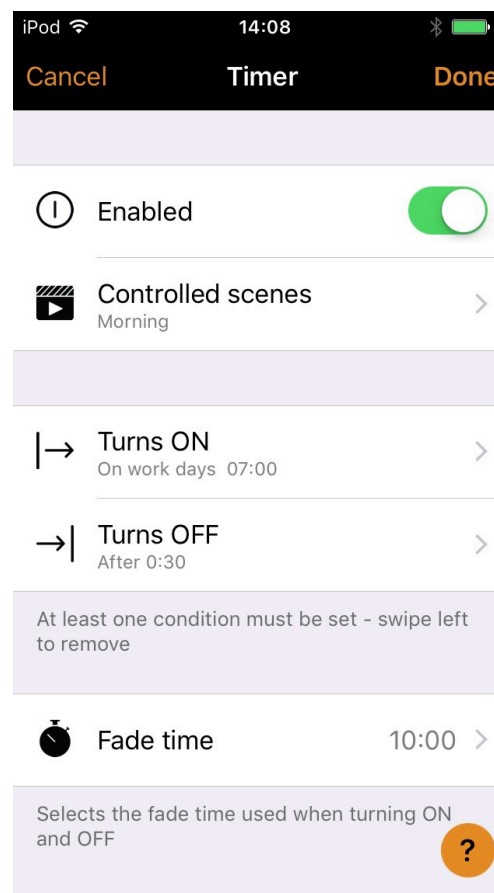 iPod 14:08
Cancel Timer Done
Enabled
Controlled scenes
Morning
Turns ON
On work days 07:00
Turns OFF
After 0:30
At least one condition must be set - swipe left
to remove
Fade time 10:00
Selects the fade time used when turning ON
and OFF
?